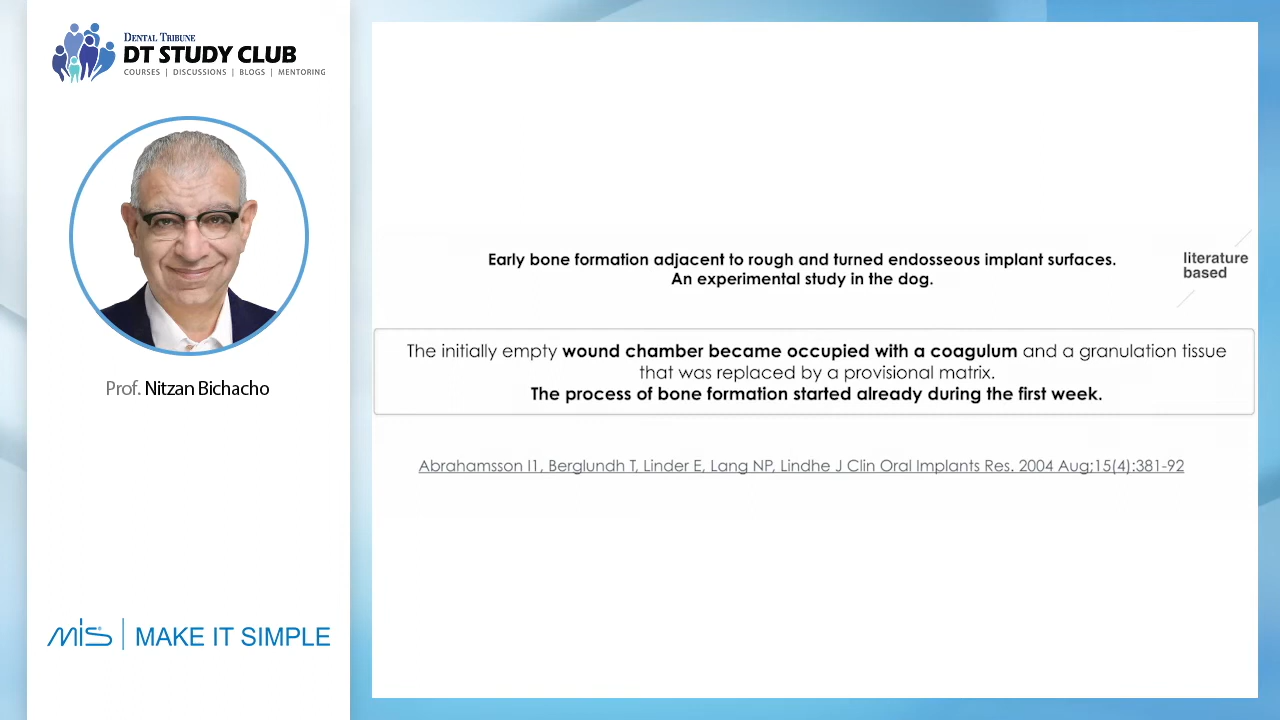 DENTAL TRIBUNE
DT STUDY CLUB
COURSES | DISCUSSIONS | BLOGS | MENTORING
Prof. Nitzan Bichacho
mis® | MAKE IT SIMPLE
Early bone formation adjacent to rough and turned endosseous implant surfaces.
An experimental study in the dog.
literature
based
The initially empty wound chamber became occupied with a coagulum and a granulation tissue
that was replaced by a provisional matrix.
The process of bone formation started already during the first week.
Abrahamsson I1, Berglundh T, Linder E, Lang NP, Lindhe J Clin Oral Implants Res. 2004 Aug;15(4):381-92